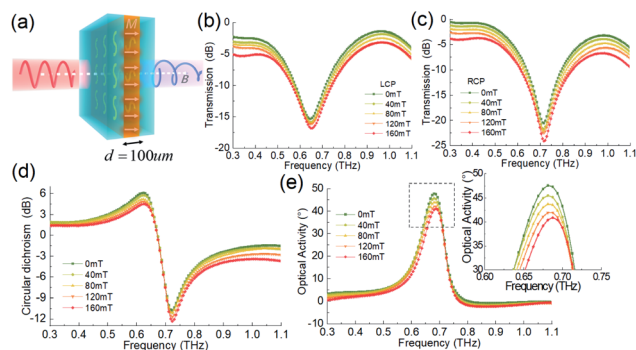 (a)
M
B
d = 100um
(b)
Transmission (dB)
0
-5
-10
-15
-20
0.3 0.4 0.5 0.6 0.7 0.8 0.9 1.0 1.1
Frequency (THz)
LCP
0mT
40mT
80mT
120mT
160mT
(c)
Transmission (dB)
0
-5
-10
-15
-20
-25
0.3 0.4 0.5 0.6 0.7 0.8 0.9 1.0 1.1
Frequency (THz)
RCP
0mT
40mT
80mT
120mT
160mT
(d)
Circular dichroism (dB)
6
3
0
-3
-6
-9
-12
0.3 0.4 0.5 0.6 0.7 0.8 0.9 1.0 1.1
Frequency (THz)
0mT
40mT
80mT
120mT
160mT
(e)
Optical Activity (°)
50
40
30
20
10
0
-10
0.3 0.4 0.5 0.6 0.7 0.8 0.9 1.0 1.1
Frequency (THz)
0mT
40mT
80mT
120mT
160mT
Optical Activity (°)
45
40
35
30
0.65 0.70 0.75
Frequency (THz)